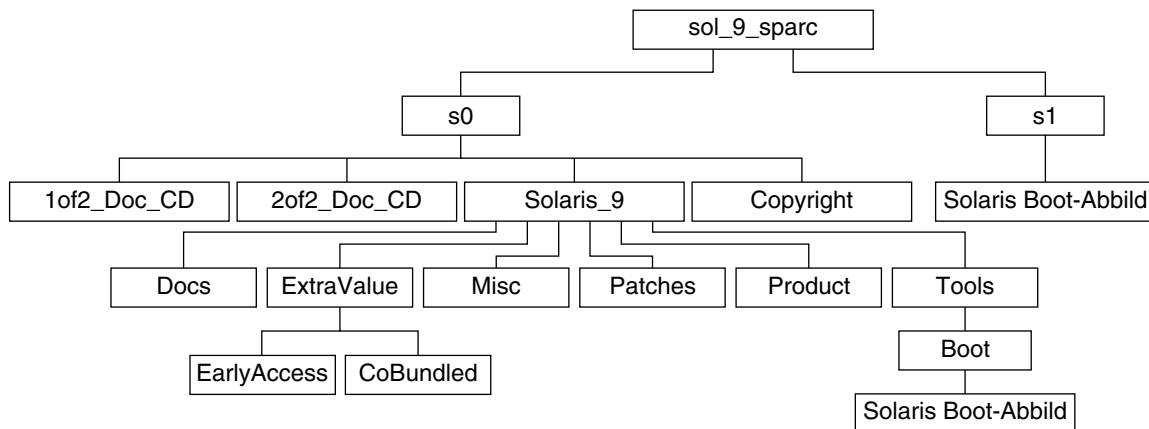 sol_9_sparc
s0
s1
1of2_Doc_CD
2of2_Doc_CD
Solaris_9
Copyright
Solaris Boot-Abbild
Docs
ExtraValue
Misc
Patches
Product
Tools
EarlyAccess
CoBundled
Boot
Solaris Boot-Abbild